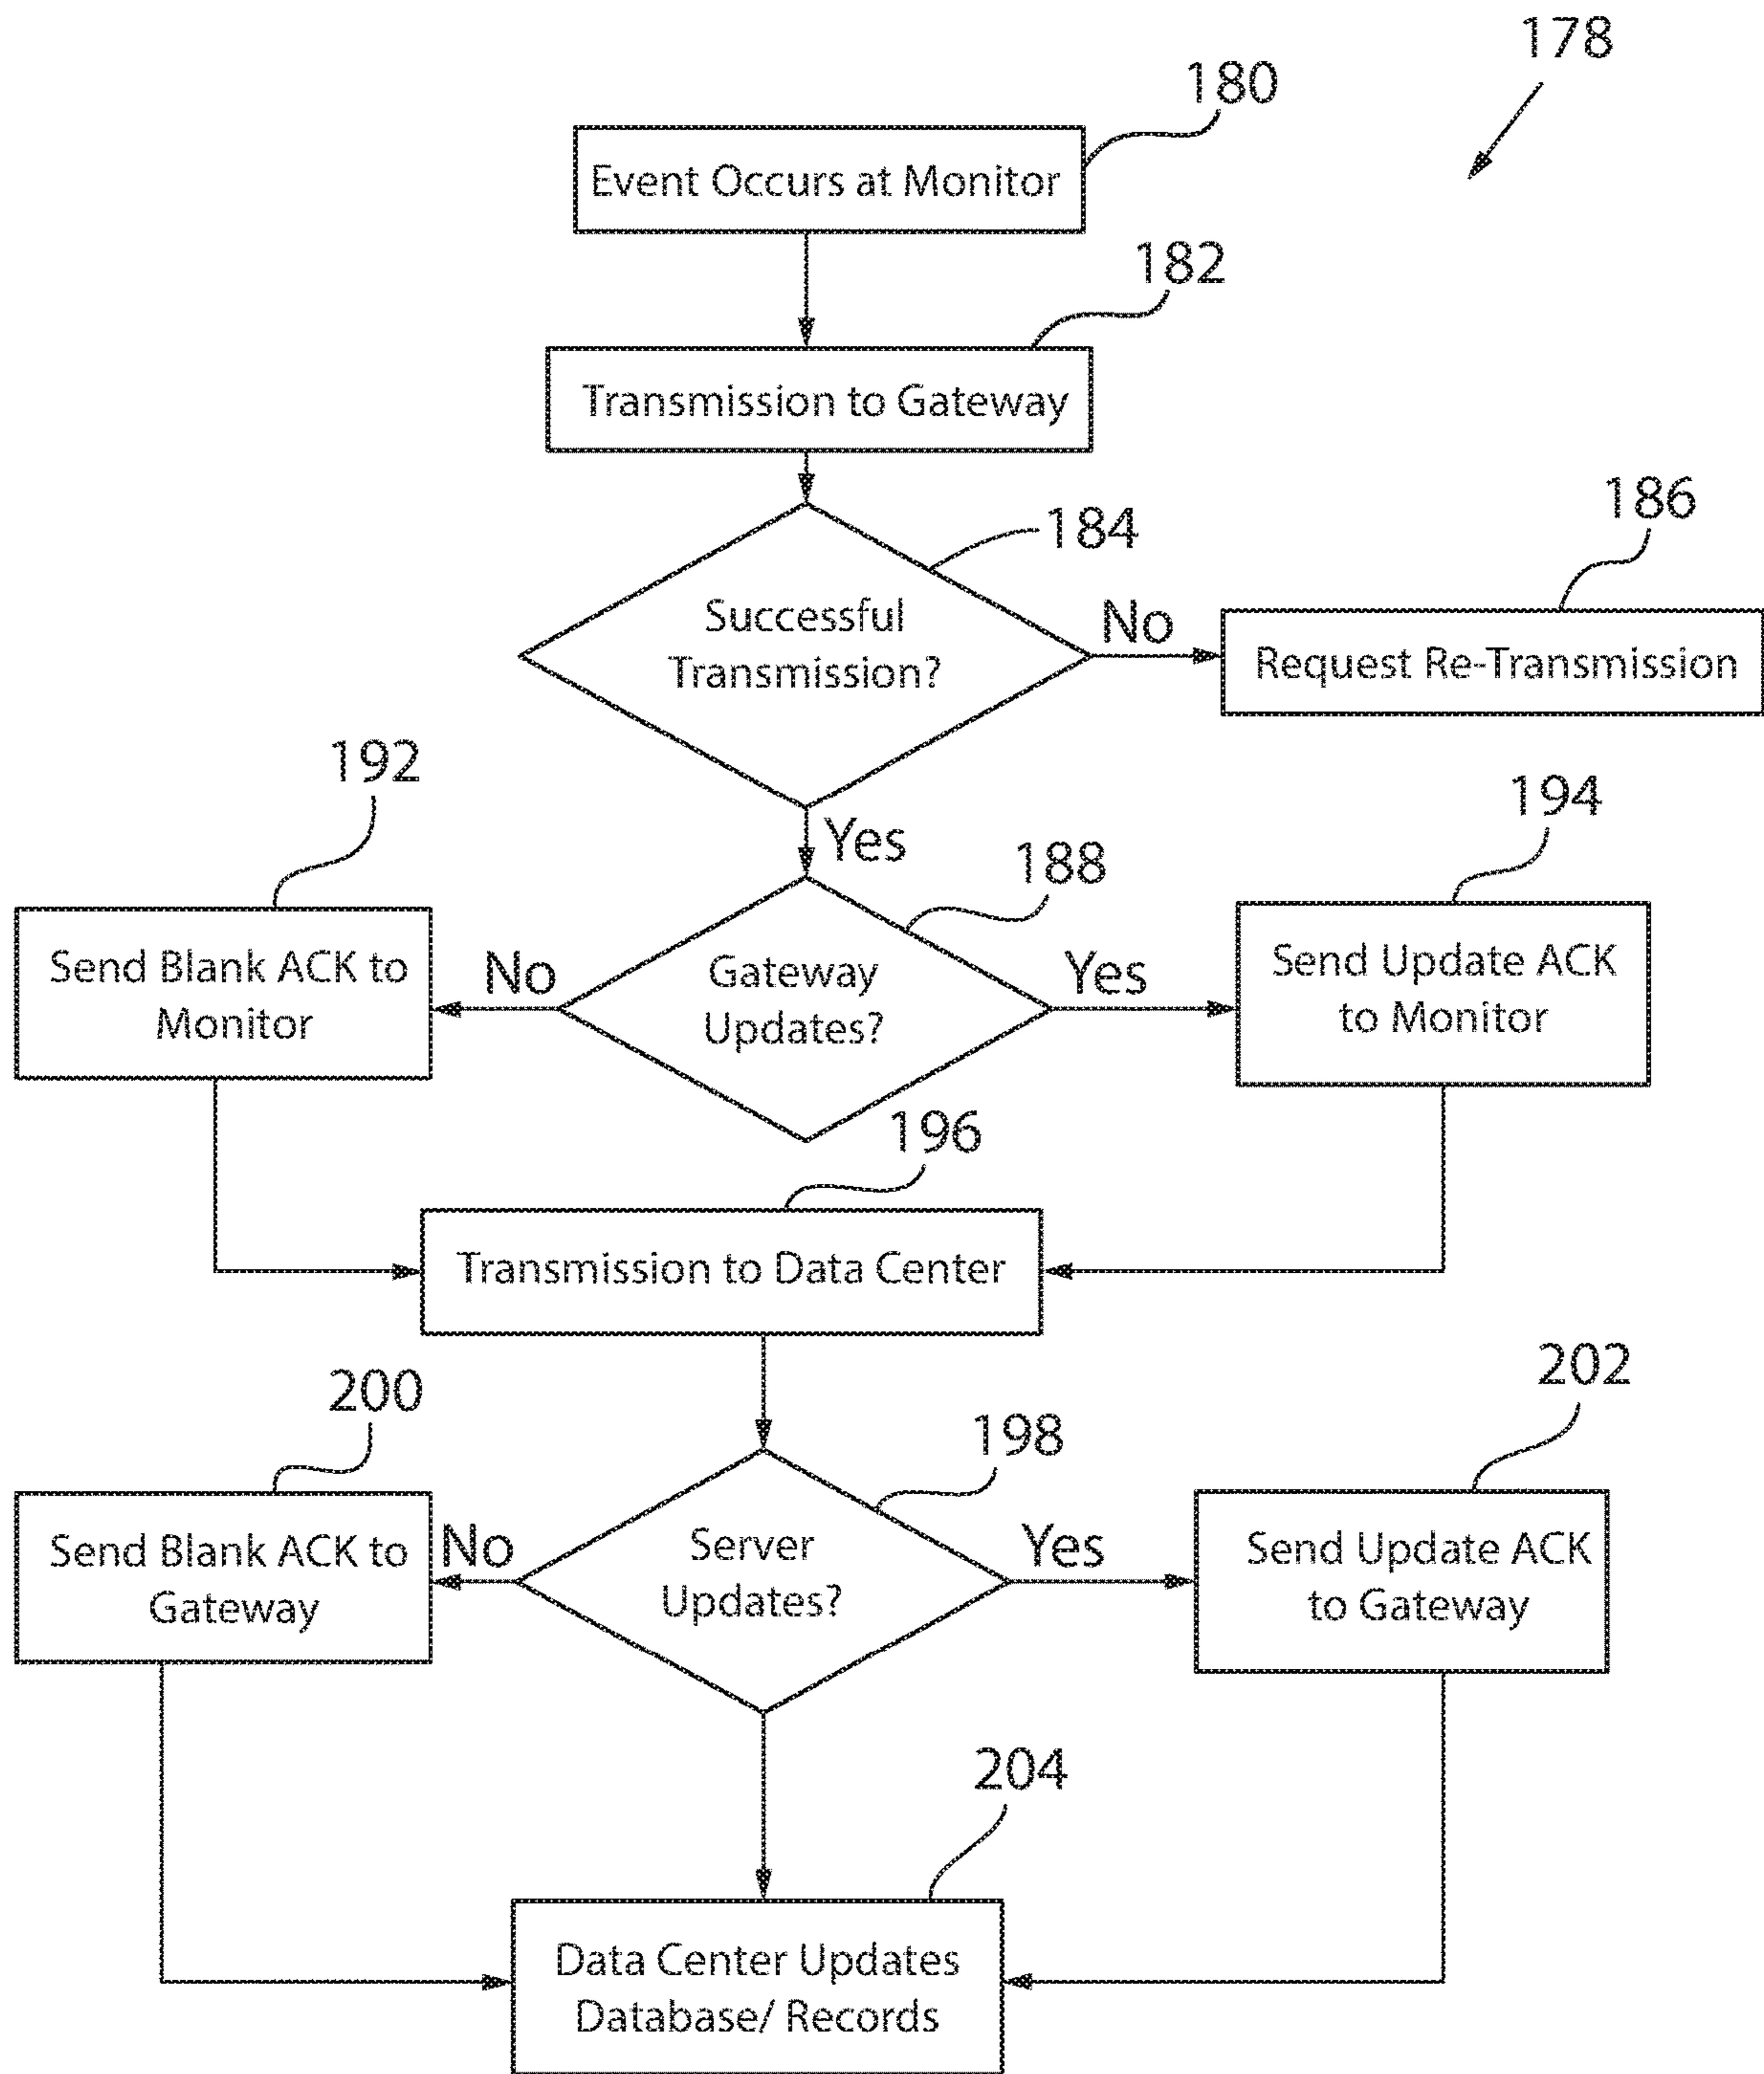 178
180
Event Occurs at Monitor
182
Transmission to Gateway
184
186
Successful
Transmission?
No
Request Re-Transmission
Yes
192
188
194
Send Blank ACK to
Monitor
No
Gateway
Updates?
Yes
Send Update ACK
to Monitor
196
Transmission to Data Center
200
198
202
Send Blank ACK to
Gateway
No
Server
Updates?
Yes
Send Update ACK
to Gateway
204
Data Center Updates
Database/ Records